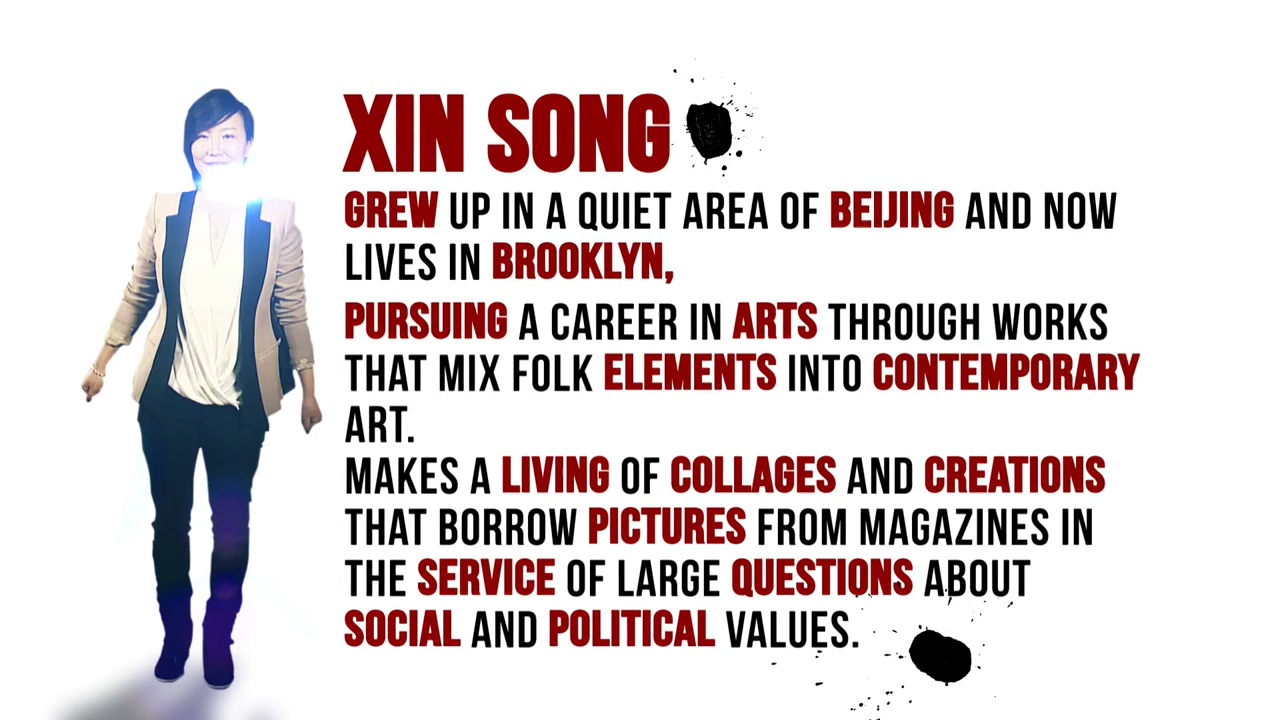 XIN SONG
GREW UP IN A QUIET AREA OF BEIJING AND NOW
LIVES IN BROOKLYN,
PURSUING A CAREER IN ARTS THROUGH WORKS
THAT MIX FOLK ELEMENTS INTO CONTEMPORARY
ART.
MAKES A LIVING OF COLLAGES AND CREATIONS
THAT BORROW PICTURES FROM MAGAZINES IN
THE SERVICE OF LARGE QUESTIONS ABOUT
SOCIAL AND POLITICAL VALUES.